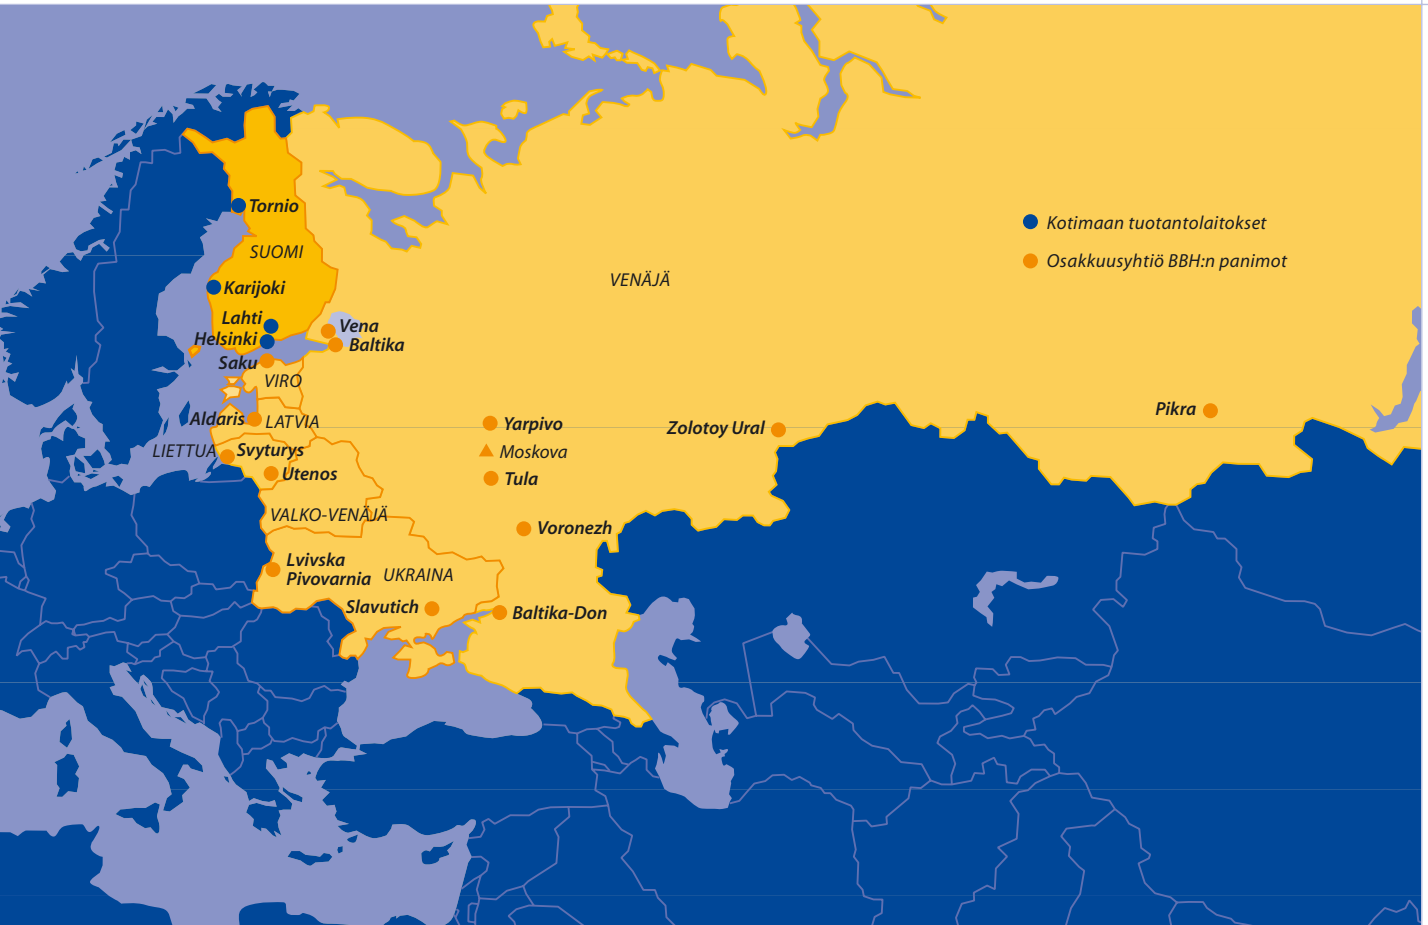 Tornio
Kotimaan tuotantolaitokset
SUOMI
Osakkuusyhtiö BBH:n panimot
VENÄJÄ
Karijoki
Lahti
Vena
Helsinki
Baltika
Saku
VIRO
Pikra
Aldaris
LATVIA
Yarpivo
Zolotoy Ural
LIETTUA
Svyturys
Moskova
Utenos
Tula
VALKO-VENÄJÄ
Voronezh
Lvivska
Pivovarnia
UKRAINA
Slavutich
Baltika-Don